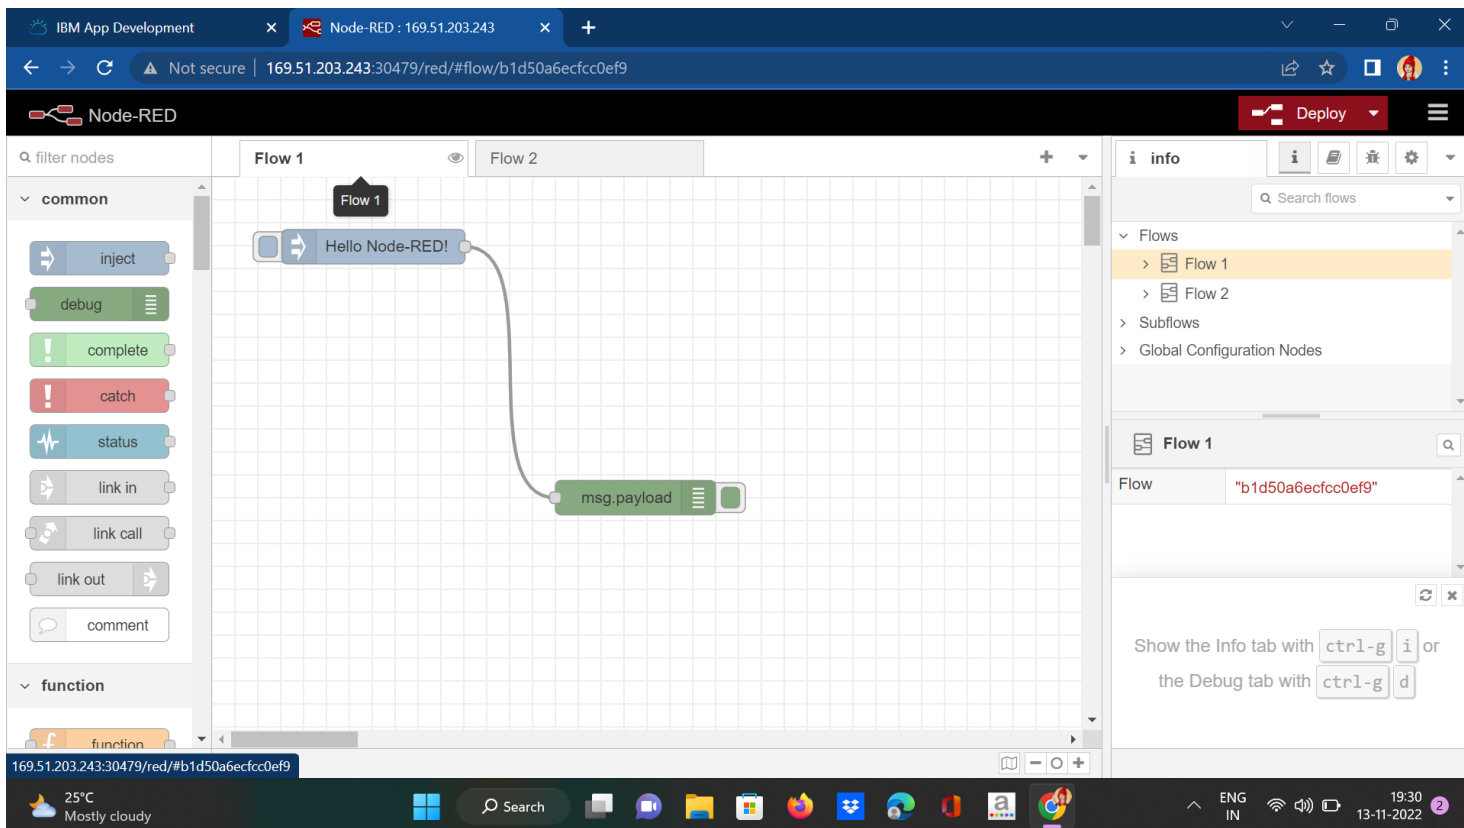 IBM App Development
Node-RED : 169.51.203.243
Not secure
169.51.203.243:30479/red/#flow/b1d50a6ecfcc0ef9
Node-RED
Deploy
filter nodes
Flow 1
Flow 2
i info
i
Search flows
common
Flow 1
Hello Node-RED!
inject
debug
complete
catch
status
link in
link call
link out
comment
function
function
msg.payload
Flows
Flow 1
Flow 2
Subflows
Global Configuration Nodes
Flow 1
Flow "b1d50a6ecfcc0ef9"
Show the Info tab with ctrl-g i or
the Debug tab with ctrl-g d
169.51.203.243:30479/red/#b1d50a6ecfcc0ef9
25°C
Mostly cloudy
Search
a
ENG
IN
19:30
13-11-2022
2